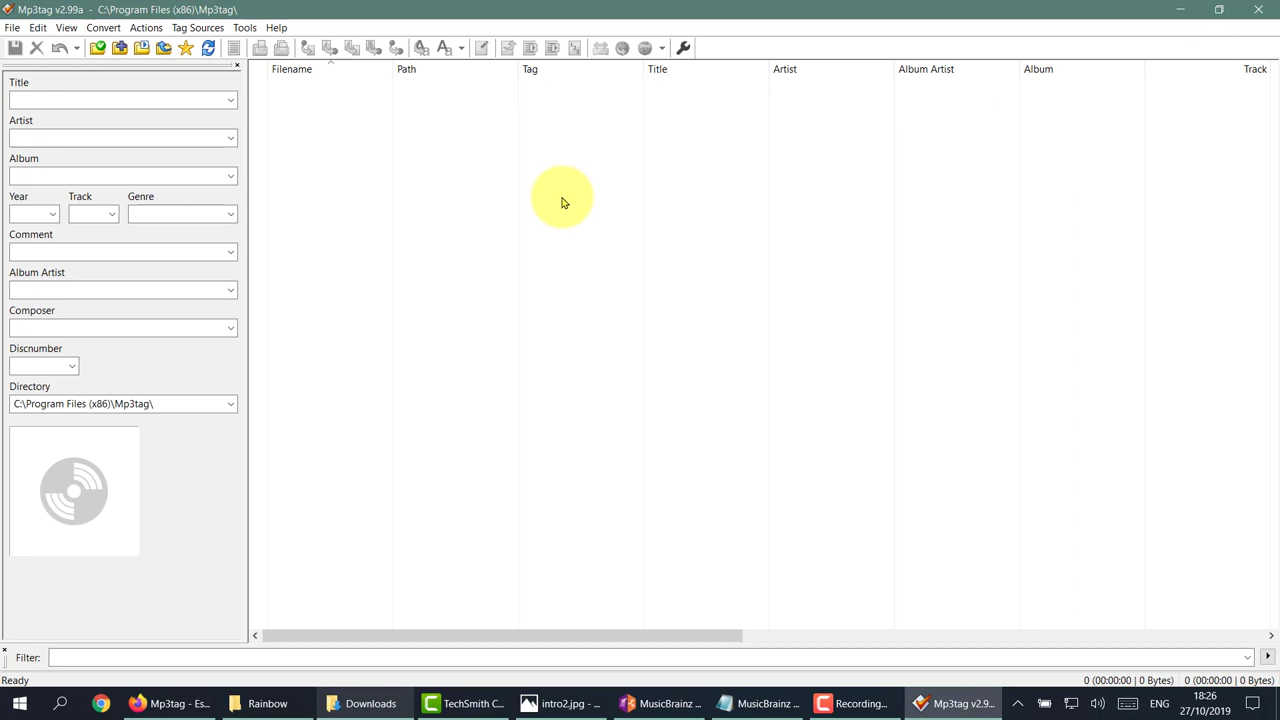 Mp3tag v2.99a - C:\Program Files (x86)\Mp3tag\
File Edit View Convert Actions Tag Sources Tools Help
Filename Path Tag Title Artist Album Artist Album Track
Title
Artist
Album
Year Track Genre
Comment
Album Artist
Composer
Discnumber
Directory
C:\Program Files (x86)\Mp3tag\
Filter:
Ready 0 (00:00:00 | 0 Bytes) 0 (00:00:00 | 0 Bytes)
Mp3tag - Es... Rainbow Downloads TechSmith C... intro2.jpg - ... MusicBrainz ... MusicBrainz ... Recording... Mp3tag v2.9... ENG 18:26
27/10/2019